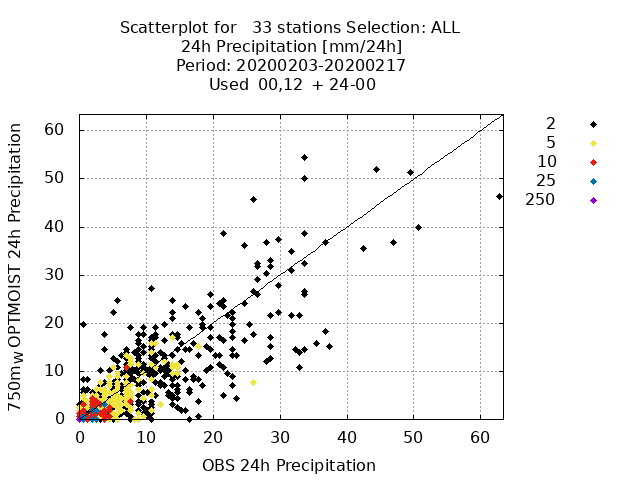 Scatterplot for   33 stations Selection: ALL
24h Precipitation [mm/24h]
Period: 20200203-20200217
Used  00,12  + 24-00
2
5
10
25
250
60
50
40
30
20
10
0
0 10 20 30 40 50 60
750mW OPTMOIST 24h Precipitation
OBS 24h Precipitation